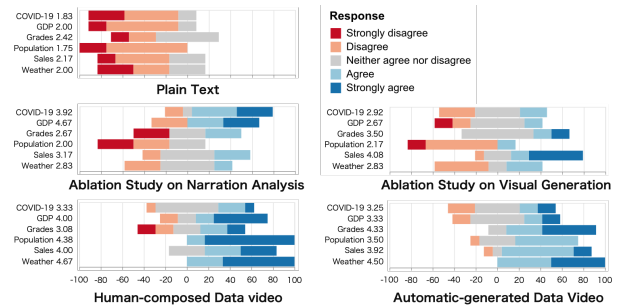 COVID-19 1.83
GDP 2.00
Grades 2.42
Population 1.75
Sales 2.17
Weather 2.00
Plain Text
Response
Strongly disagree
Disagree
Neither agree nor disagree
Agree
Strongly agree
COVID-19 3.92
GDP 4.67
Grades 2.67
Population 2.00
Sales 3.17
Weather 2.83
Ablation Study on Narration Analysis
COVID-19 2.92
GDP 2.67
Grades 3.50
Population 2.17
Sales 4.08
Weather 2.83
Ablation Study on Visual Generation
COVID-19 3.33
GDP 4.00
Grades 3.08
Population 4.38
Sales 4.00
Weather 4.67
-100 -80 -60 -40 -20 0 20 40 60 80 100
Human-composed Data video
COVID-19 3.25
GDP 3.33
Grades 4.33
Population 3.50
Sales 3.92
Weather 4.50
-100 -80 -60 -40 -20 0 20 40 60 80 100
Automatic-generated Data Video